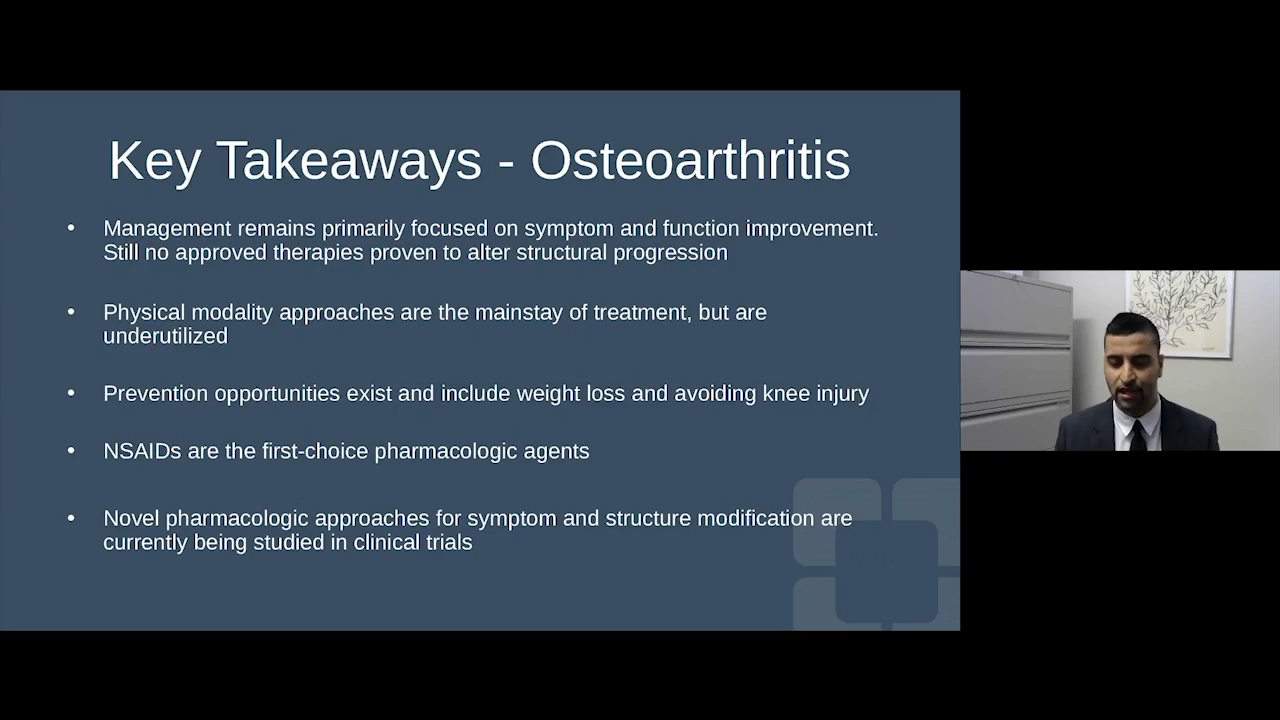 Key Takeaways - Osteoarthritis
• Management remains primarily focused on symptom and function improvement.
Still no approved therapies proven to alter structural progression
• Physical modality approaches are the mainstay of treatment, but are
underutilized
• Prevention opportunities exist and include weight loss and avoiding knee injury
• NSAIDs are the first-choice pharmacologic agents
• Novel pharmacologic approaches for symptom and structure modification are
currently being studied in clinical trials